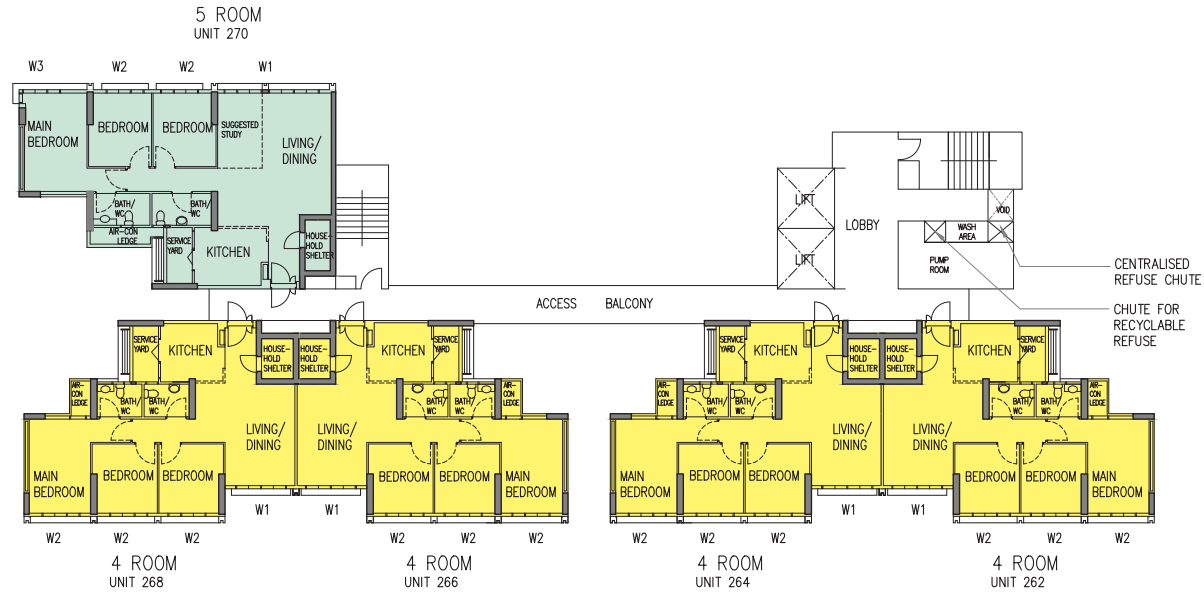 5 ROOM
UNIT 270
W3
W2
W2
W1
MAIN
BEDROOM
BEDROOM
BEDROOM
SUGGESTED
STUDY
LIVING/
DINING
BATH/
WC
BATH/
WC
AIR-CON
LEDGE
SERVICE
YARD
KITCHEN
HOUSE-
HOLD
SHELTER
LIFT
LIFT
LOBBY
VOID
WASH
AREA
PUMP
ROOM
CENTRALISED
REFUSE CHUTE
CHUTE FOR
RECYCLABLE
REFUSE
ACCESS BALCONY
SERVICE
YARD
KITCHEN
HOUSE-
HOLD
SHELTER
AIR-
CON
LEDGE
BATH/
WC
BATH/
WC
LIVING/
DINING
MAIN
BEDROOM
BEDROOM
BEDROOM
W1
W2
W2
W2
4 ROOM
UNIT 268
HOUSE-
HOLD
SHELTER
KITCHEN
SERVICE
YARD
BATH/
WC
BATH/
WC
AIR-
CON
LEDGE
LIVING/
DINING
BEDROOM
BEDROOM
MAIN
BEDROOM
W1
W2
W2
W2
4 ROOM
UNIT 266
SERVICE
YARD
KITCHEN
HOUSE-
HOLD
SHELTER
AIR-
CON
LEDGE
BATH/
WC
BATH/
WC
LIVING/
DINING
MAIN
BEDROOM
BEDROOM
BEDROOM
W1
W2
W2
W2
4 ROOM
UNIT 264
HOUSE-
HOLD
SHELTER
KITCHEN
SERVICE
YARD
BATH/
WC
BATH/
WC
AIR-
CON
LEDGE
LIVING/
DINING
BEDROOM
BEDROOM
MAIN
BEDROOM
W1
W2
W2
W2
4 ROOM
UNIT 262